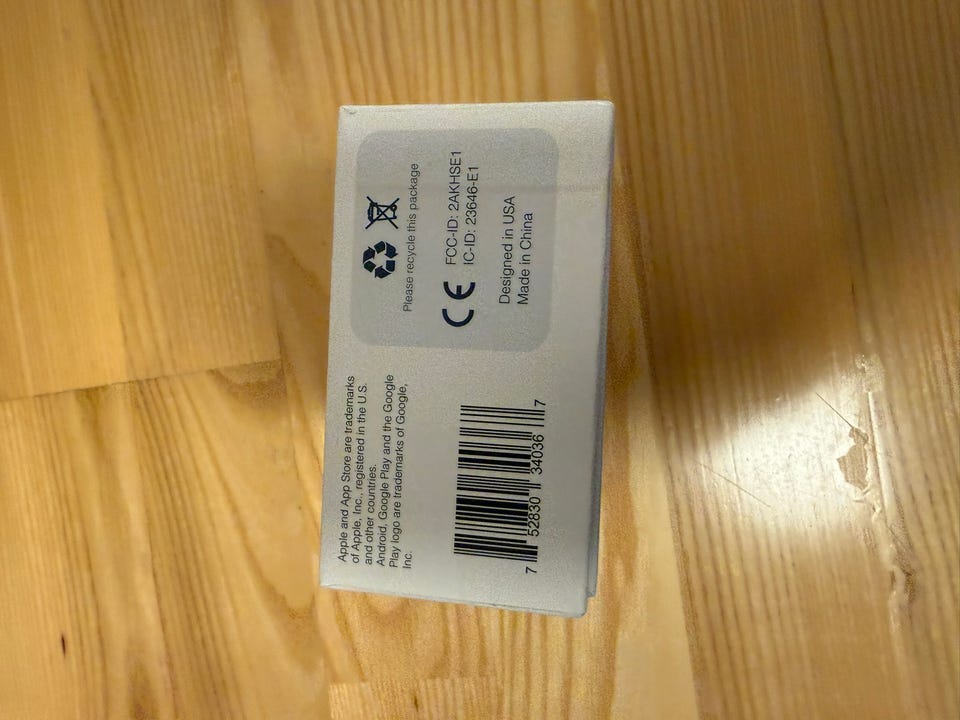 Apple and App Store are trademarks
of Apple, Inc., registered in the U.S.
and other countries.
Android, Google Play and the Google
Play logo are trademarks of Google,
Inc.
7 52830 34036 7
Please recycle this package
CE FCC-ID: 2AKHSE1
IC-ID: 23646-E1
Designed in USA
Made in China